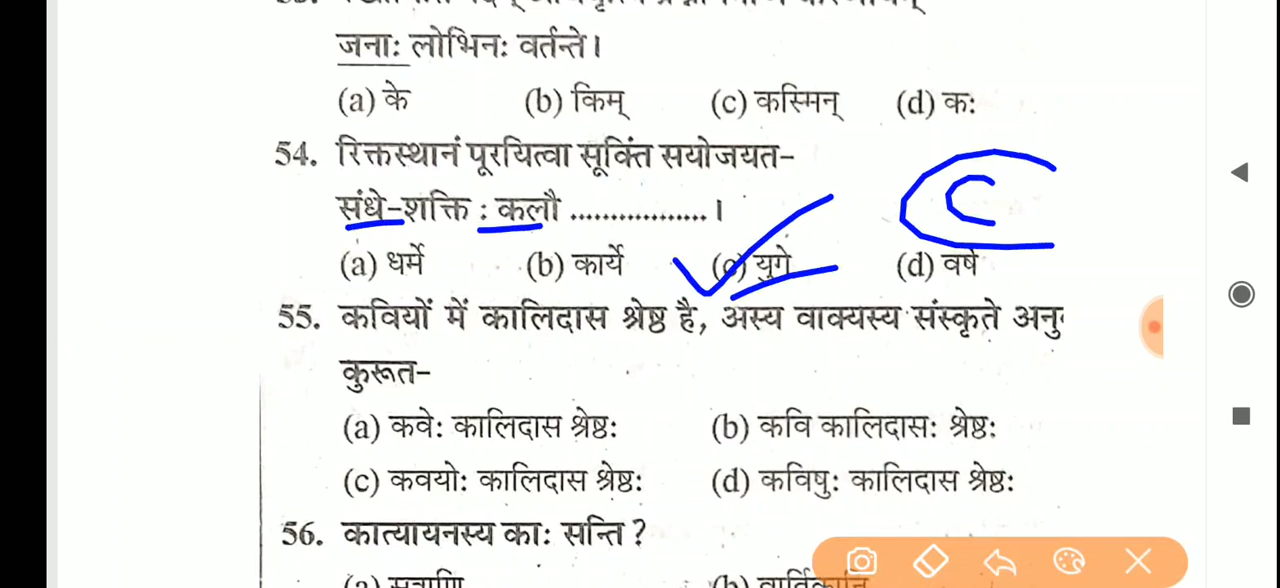 जनाः लोभिनः वर्तन्ते।
(a) के (b) किम् (c) कस्मिन् (d) कः
54. रिक्तस्थानं पूरयित्वा सूक्तिं सयोजयत-
संधे-शक्ति : कलौ ..................।
(a) धर्मे (b) कार्ये (c) युगे (d) वर्षे
C
55. कवियों में कालिदास श्रेष्ठ है, अस्य वाक्यस्य संस्कृते
कुरूत-
(a) कवेः कालिदास श्रेष्ठः (b) कवि कालिदासः श्रेष्ठः
(c) कवयोः कालिदास श्रेष्ठः (d) कविषुः कालिदास श्रेष्ठः
56. कात्यायनस्य काः सन्ति ?